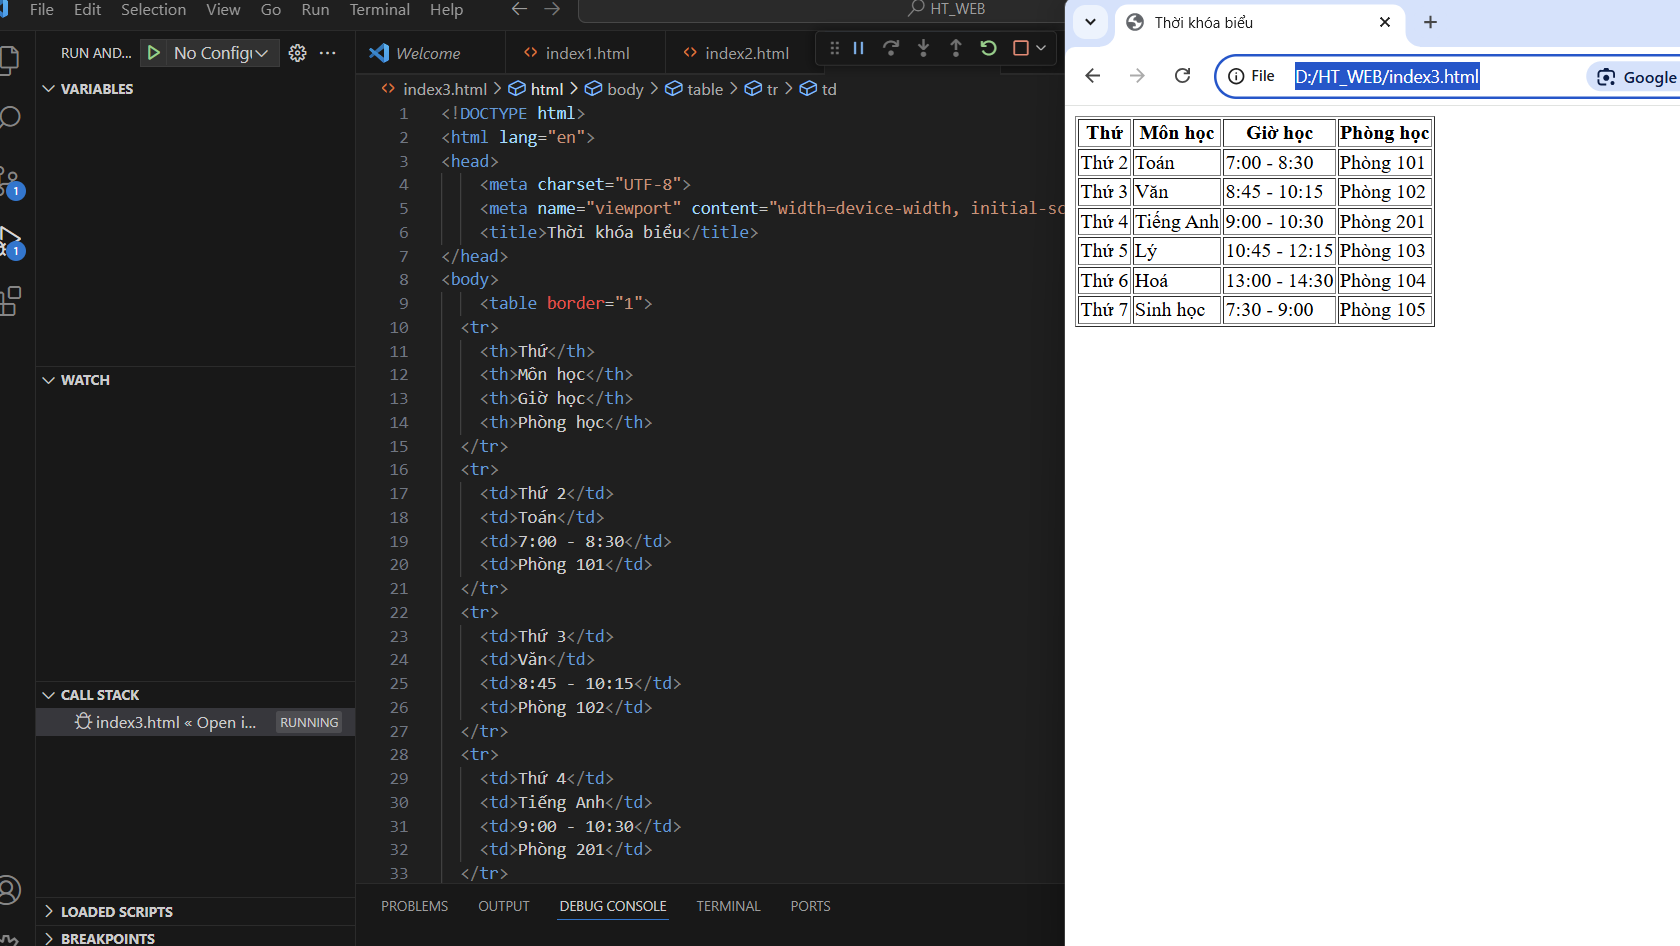 File Edit Selection View Go Run Terminal Help
HT_WEB
RUN AND... No Configu
Welcome index1.html index2.html
VARIABLES
WATCH
CALL STACK
index3.html « Open i... RUNNING
LOADED SCRIPTS
BREAKPOINTS
1
1
index3.html > html > body > table > tr > td
1 <!DOCTYPE html>
2 <html lang="en">
3 <head>
4 <meta charset="UTF-8">
5 <meta name="viewport" content="width=device-width, initial-sc
6 <title>Thời khóa biểu</title>
7 </head>
8 <body>
9 <table border="1">
10 <tr>
11 <th>Thứ</th>
12 <th>Môn học</th>
13 <th>Giờ học</th>
14 <th>Phòng học</th>
15 </tr>
16 <tr>
17 <td>Thứ 2</td>
18 <td>Toán</td>
19 <td>7:00 - 8:30</td>
20 <td>Phòng 101</td>
21 </tr>
22 <tr>
23 <td>Thứ 3</td>
24 <td>Văn</td>
25 <td>8:45 - 10:15</td>
26 <td>Phòng 102</td>
27 </tr>
28 <tr>
29 <td>Thứ 4</td>
30 <td>Tiếng Anh</td>
31 <td>9:00 - 10:30</td>
32 <td>Phòng 201</td>
33 </tr>
PROBLEMS OUTPUT DEBUG CONSOLE TERMINAL PORTS
Thời khóa biểu
File D:/HT_WEB/index3.html Google
Thứ Môn học Giờ học Phòng học
Thứ 2 Toán 7:00 - 8:30 Phòng 101
Thứ 3 Văn 8:45 - 10:15 Phòng 102
Thứ 4 Tiếng Anh 9:00 - 10:30 Phòng 201
Thứ 5 Lý 10:45 - 12:15 Phòng 103
Thứ 6 Hoá 13:00 - 14:30 Phòng 104
Thứ 7 Sinh học 7:30 - 9:00 Phòng 105